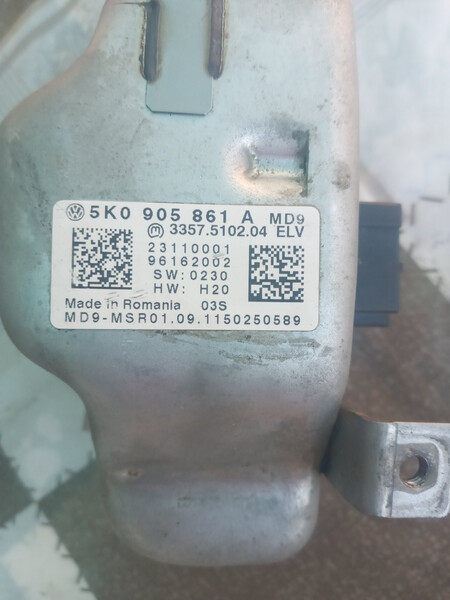 5K0 905 861 A MD9
3357.5102.04 ELV
23110001
96162002
SW: 0230
HW: H20
Made in Romania 03S
MD9-MSR01.09.1150250589